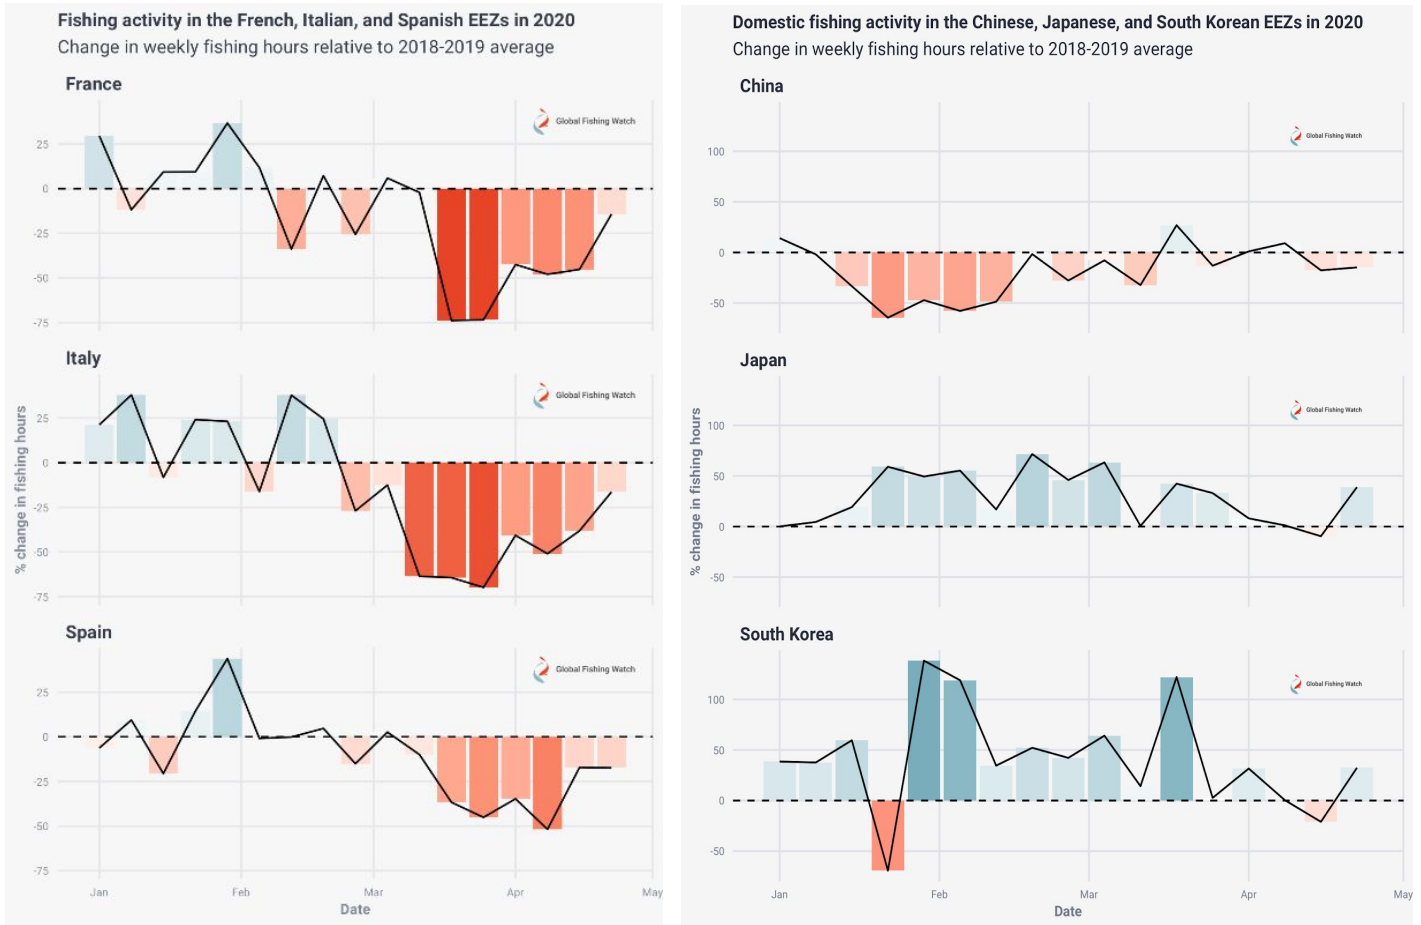 Fishing activity in the French, Italian, and Spanish EEZs in 2020
Change in weekly fishing hours relative to 2018-2019 average
France
Global Fishing Watch
25
0
-25
-50
-75
Italy
Global Fishing Watch
25
0
-25
-50
-75
% change in fishing hours
Spain
Global Fishing Watch
25
0
-25
-50
-75
Jan Feb Mar Apr May
Date
Domestic fishing activity in the Chinese, Japanese, and South Korean EEZs in 2020
Change in weekly fishing hours relative to 2018-2019 average
China
Global Fishing Watch
100
50
0
-50
Japan
Global Fishing Watch
100
50
0
-50
% change in fishing hours
South Korea
Global Fishing Watch
100
50
0
-50
Jan Feb Mar Apr May
Date